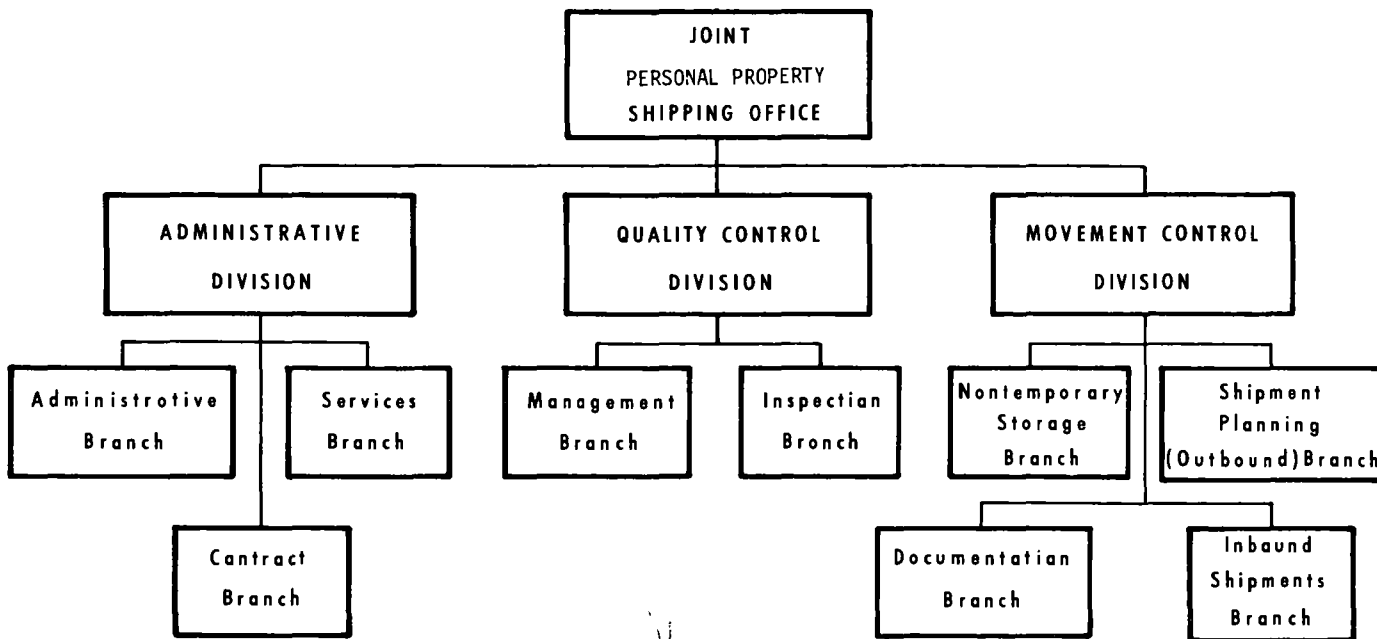 JOINT
PERSONAL PROPERTY
SHIPPING OFFICE
ADMINISTRATIVE
DIVISION
QUALITY CONTROL
DIVISION
MOVEMENT CONTROL
DIVISION
Administrotive
Branch
Services
Branch
Management
Branch
Inspectian
Bronch
Nontemporary
Storage
Branch
Shipment
Planning
(Outbound) Branch
Cantract
Branch
Documentation
Branch
Inbaund
Shipments
Branch